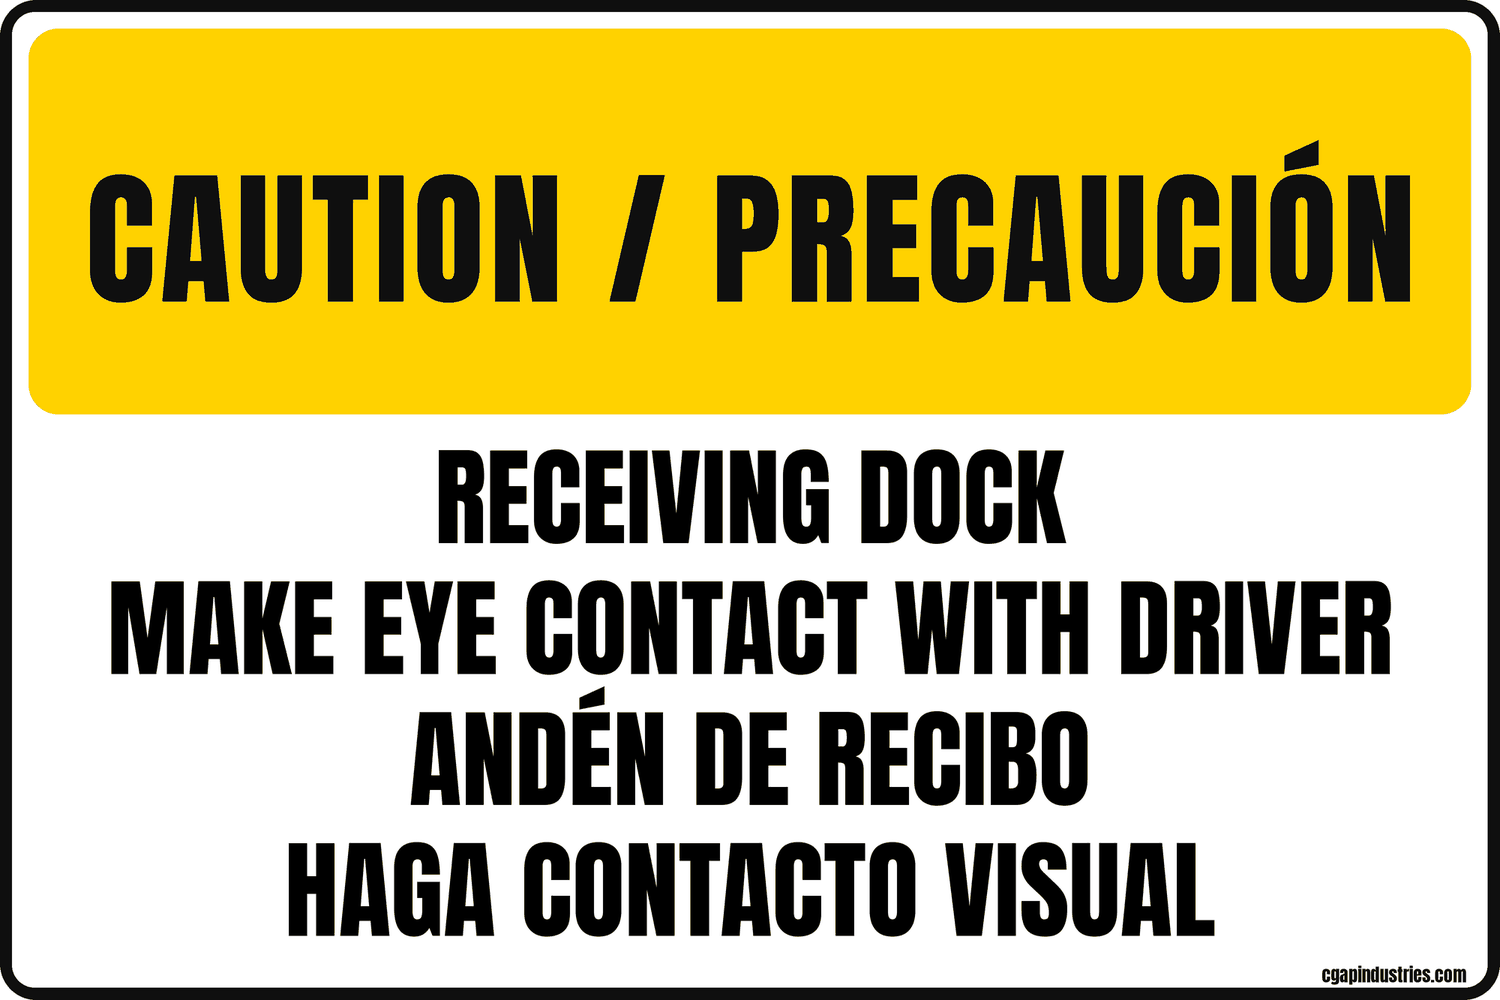 CAUTION / PRECAUCIÓN
RECEIVING DOCK
MAKE EYE CONTACT WITH DRIVER
ANDÉN DE RECIBO
HAGA CONTACTO VISUAL
cgapindustries.com